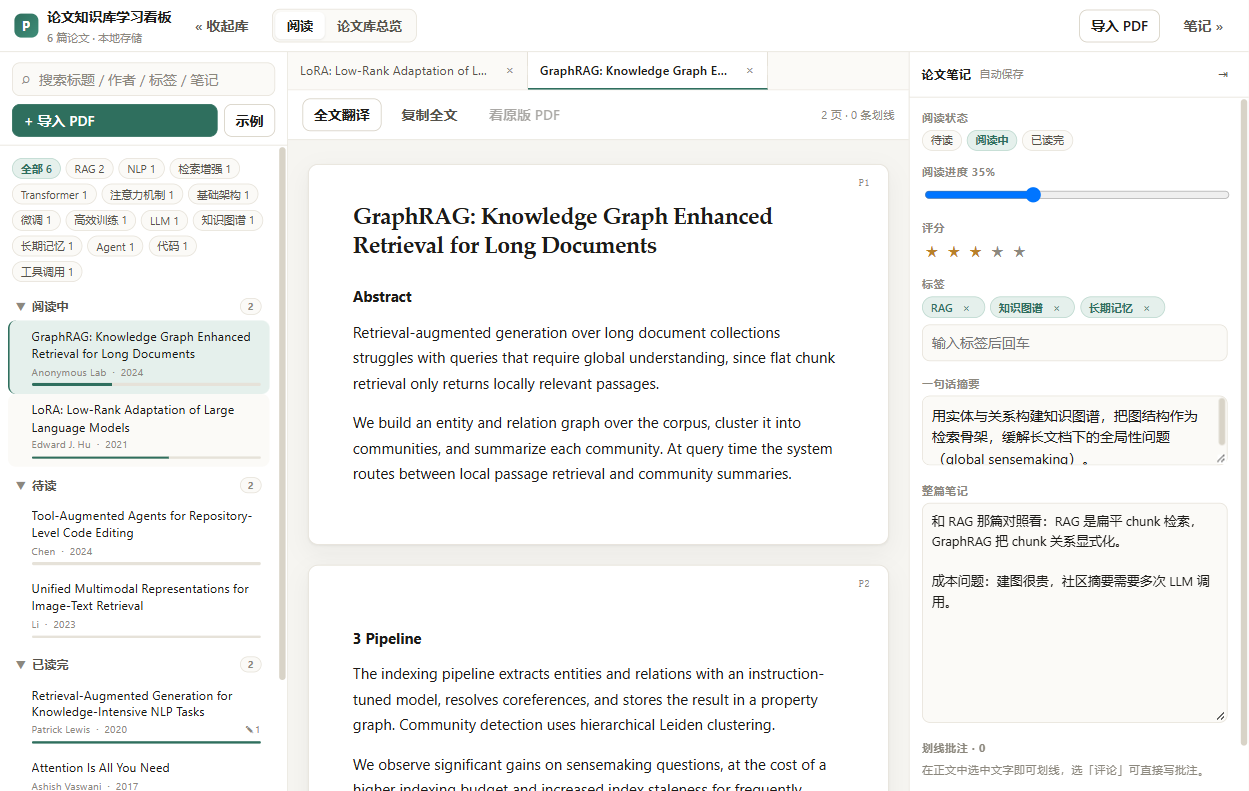 P
论文知识库学习看板
6 篇论文 · 本地存储
« 收起库
阅读
论文库总览
导入 PDF
笔记 »
搜索标题 / 作者 / 标签 / 笔记
+ 导入 PDF
示例
全部 6
RAG 2
NLP 1
检索增强 1
Transformer 1
注意力机制 1
基础架构 1
微调 1
高效训练 1
LLM 1
知识图谱 1
长期记忆 1
Agent 1
代码 1
工具调用 1
▼ 阅读中
2
GraphRAG: Knowledge Graph Enhanced
Retrieval for Long Documents
Anonymous Lab · 2024
LoRA: Low-Rank Adaptation of Large
Language Models
Edward J. Hu · 2021
▼ 待读
2
Tool-Augmented Agents for Repository-
Level Code Editing
Chen · 2024
Unified Multimodal Representations for
Image-Text Retrieval
Li · 2023
▼ 已读完
2
Retrieval-Augmented Generation for
Knowledge-Intensive NLP Tasks
Patrick Lewis · 2020
✎ 1
Attention Is All You Need
Ashish Vaswani · 2017
LoRA: Low-Rank Adaptation of L... ×
GraphRAG: Knowledge Graph E... ×
全文翻译
复制全文
看原版 PDF
2 页 · 0 条划线
P1
GraphRAG: Knowledge Graph Enhanced
Retrieval for Long Documents
Abstract
Retrieval-augmented generation over long document collections
struggles with queries that require global understanding, since flat chunk
retrieval only returns locally relevant passages.
We build an entity and relation graph over the corpus, cluster it into
communities, and summarize each community. At query time the system
routes between local passage retrieval and community summaries.
P2
3 Pipeline
The indexing pipeline extracts entities and relations with an instruction-
tuned model, resolves coreferences, and stores the result in a property
graph. Community detection uses hierarchical Leiden clustering.
We observe significant gains on sensemaking questions, at the cost of a
higher indexing budget and increased index staleness for frequently
论文笔记
自动保存
⇥
阅读状态
待读
阅读中
已读完
阅读进度 35%
评分
★ ★ ★ ★ ★
标签
RAG ×
知识图谱 ×
长期记忆 ×
输入标签后回车
一句话摘要
用实体与关系构建知识图谱，把图结构作为
检索骨架，缓解长文档下的全局性问题
（global sensemaking）。
整篇笔记
和 RAG 那篇对照看：RAG 是扁平 chunk 检索，
GraphRAG 把 chunk 关系显式化。
成本问题：建图很贵，社区摘要需要多次 LLM 调
用。
划线批注 · 0
在正文中选中文字即可划线，选「评论」可直接写批注。